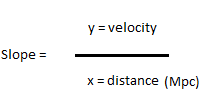 y = velocity
Slope =
x = distance (Mpc)